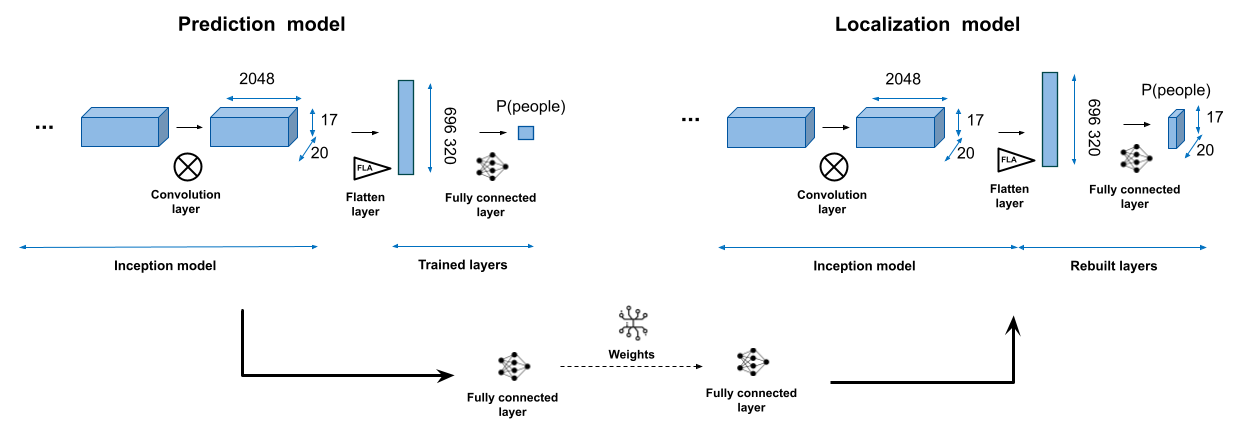 Prediction model
Localization model
...
2048
17
20
696 320
P(people)
Convolution
layer
FLA
Flatten
layer
Fully connected
layer
Inception model
Trained layers
...
2048
17
20
696 320
P(people)
17
20
Convolution
layer
FLA
Flatten
layer
Fully connected
layer
Inception model
Rebuilt layers
Weights
Fully connected
layer
Fully connected
layer